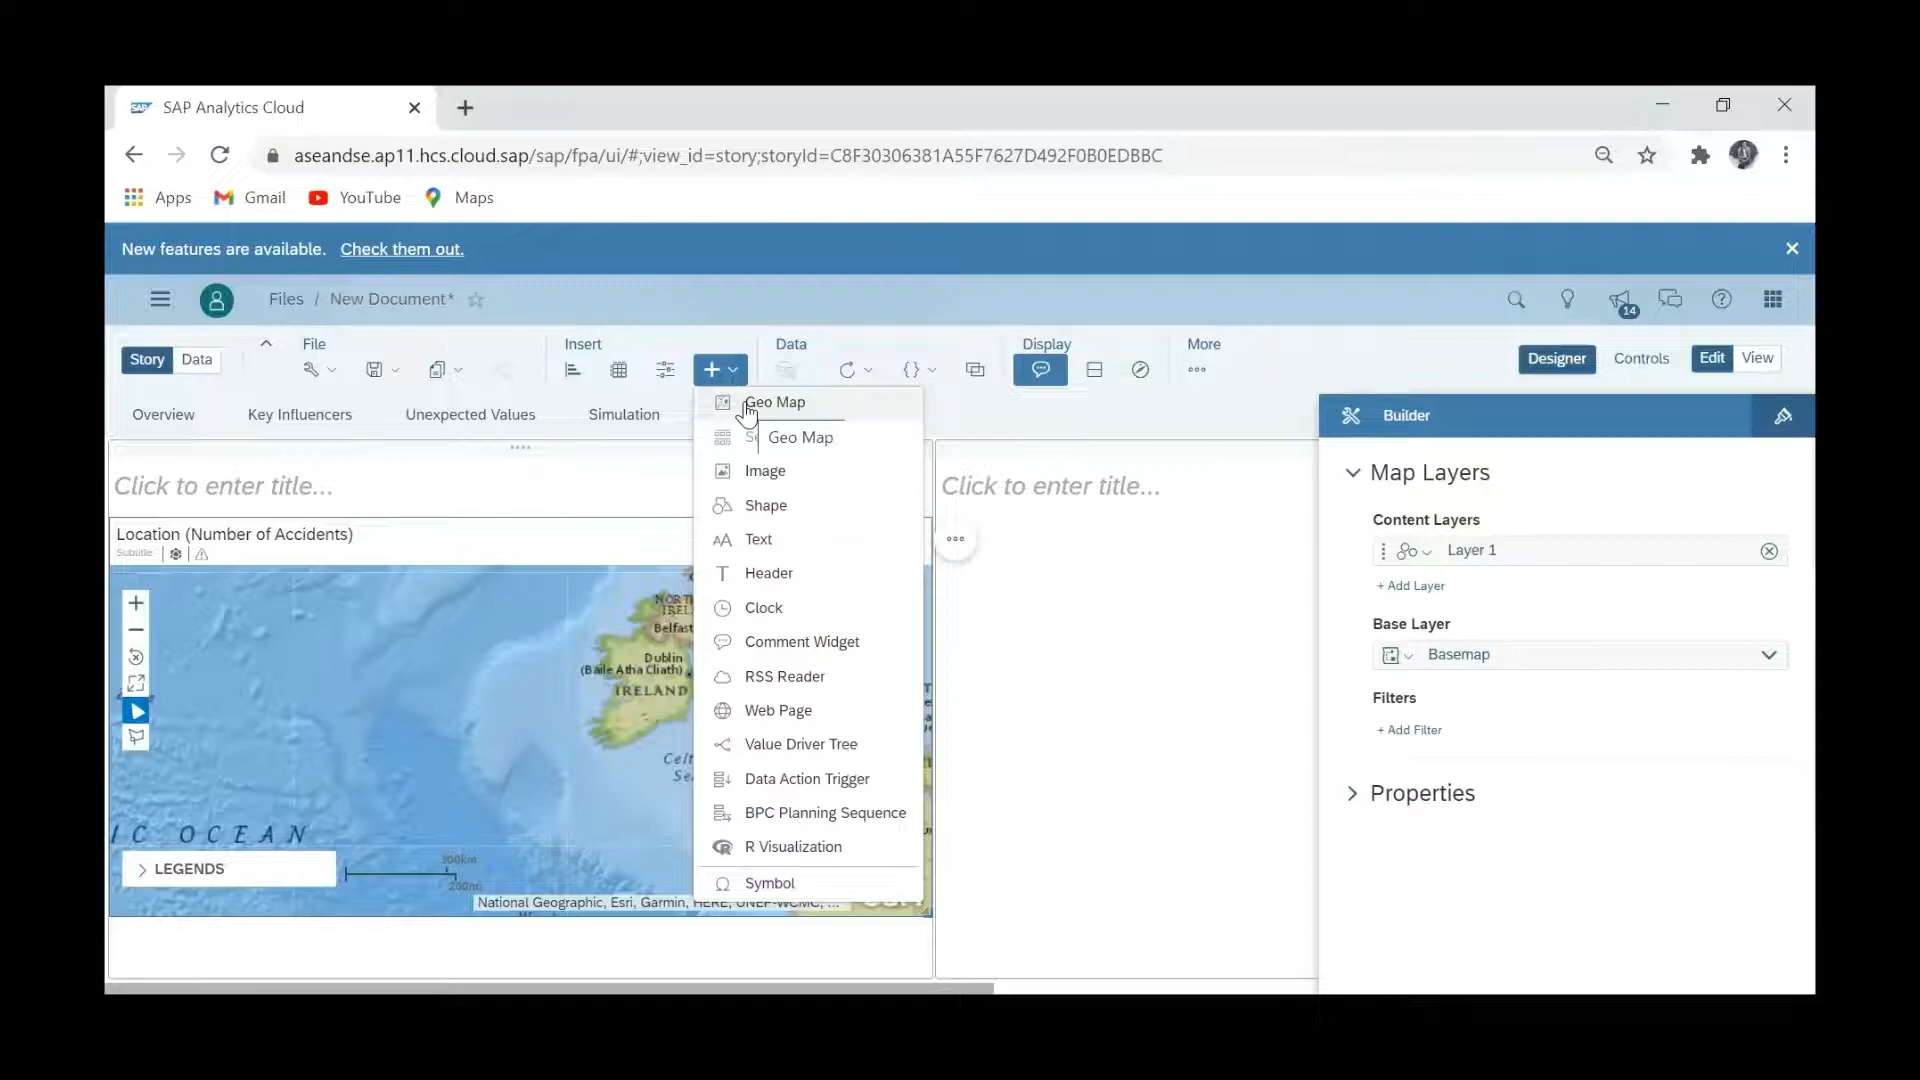 SAP Analytics Cloud
aseandse.ap11.hcs.cloud.sap/sap/fpa/ui/#;view_id=story;storyId=C8F30306381A55F7627D492F0B0EDBBC
Apps Gmail YouTube Maps
New features are available. Check them out.
Files / New Document*
14
File Insert Data Display More
Story Data
Designer Controls Edit View
Overview Key Influencers Unexpected Values Simulation
Geo Map
Geo Map
Image
Shape
Text
Header
Clock
Comment Widget
RSS Reader
Web Page
Value Driver Tree
Data Action Trigger
BPC Planning Sequence
R Visualization
Symbol
Click to enter title...
Location (Number of Accidents)
Subtitle
Belfast
Dublin
(Baile Atha Cliath)
IRELAND
IC OCEAN
LEGENDS
300km
200mi
National Geographic, Esri, Garmin, HERE, UNEP-WCMC, ...
Click to enter title...
Builder
Map Layers
Content Layers
Layer 1
+ Add Layer
Base Layer
Basemap
Filters
+ Add Filter
Properties